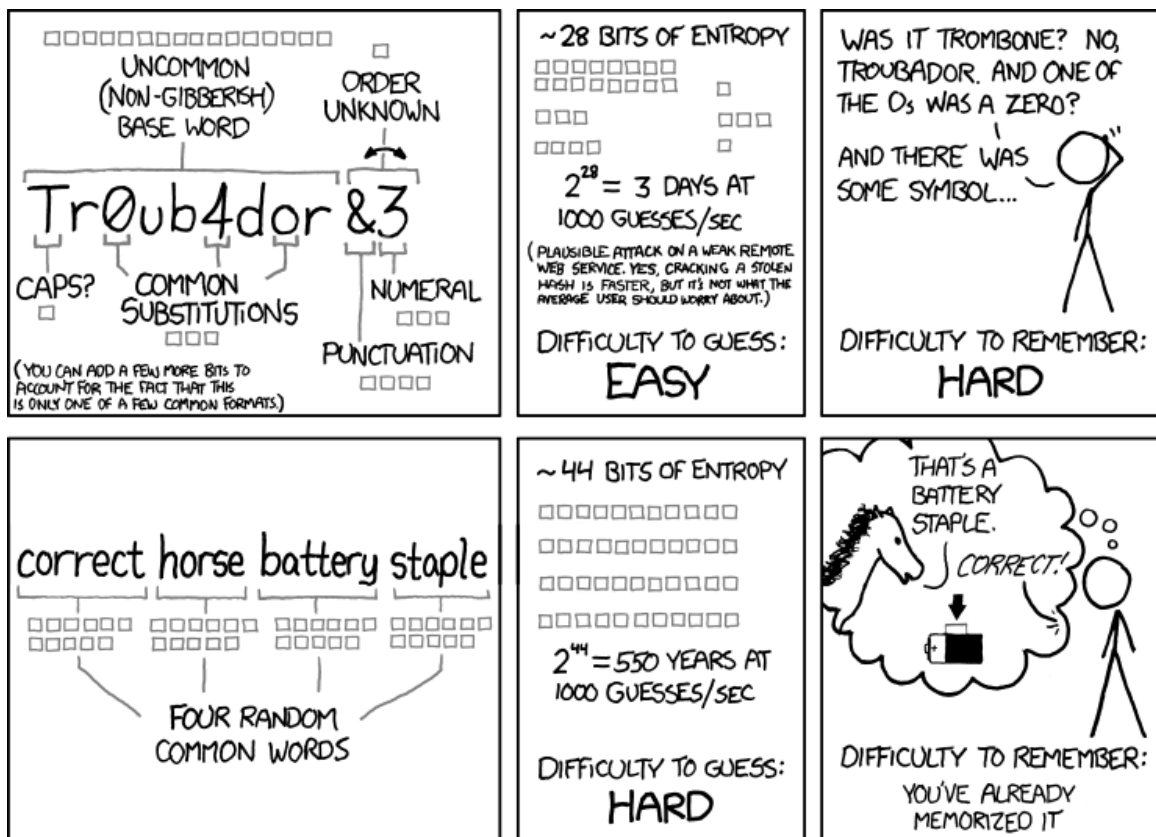 UNCOMMON
(NON-GIBBERISH)
BASE WORD
ORDER
UNKNOWN
Tr0ub4dor &3
CAPS?
COMMON
SUBSTITUTIONS
NUMERAL
PUNCTUATION
(YOU CAN ADD A FEW MORE BITS TO
ACCOUNT FOR THE FACT THAT THIS
IS ONLY ONE OF A FEW COMMON FORMATS.)
~28 BITS OF ENTROPY
2^28 = 3 DAYS AT
1000 GUESSES/SEC
(PLAUSIBLE ATTACK ON A WEAK REMOTE
WEB SERVICE. YES, CRACKING A STOLEN
HASH IS FASTER, BUT IT'S NOT WHAT THE
AVERAGE USER SHOULD WORRY ABOUT.)
DIFFICULTY TO GUESS:
EASY
WAS IT TROMBONE? NO,
TROUBADOR. AND ONE OF
THE Os WAS A ZERO?
AND THERE WAS
SOME SYMBOL...
DIFFICULTY TO REMEMBER:
HARD
correct horse battery staple
FOUR RANDOM
COMMON WORDS
~44 BITS OF ENTROPY
2^44 = 550 YEARS AT
1000 GUESSES/SEC
DIFFICULTY TO GUESS:
HARD
THAT'S A
BATTERY
STAPLE.
CORRECT!
DIFFICULTY TO REMEMBER:
YOU'VE ALREADY
MEMORIZED IT